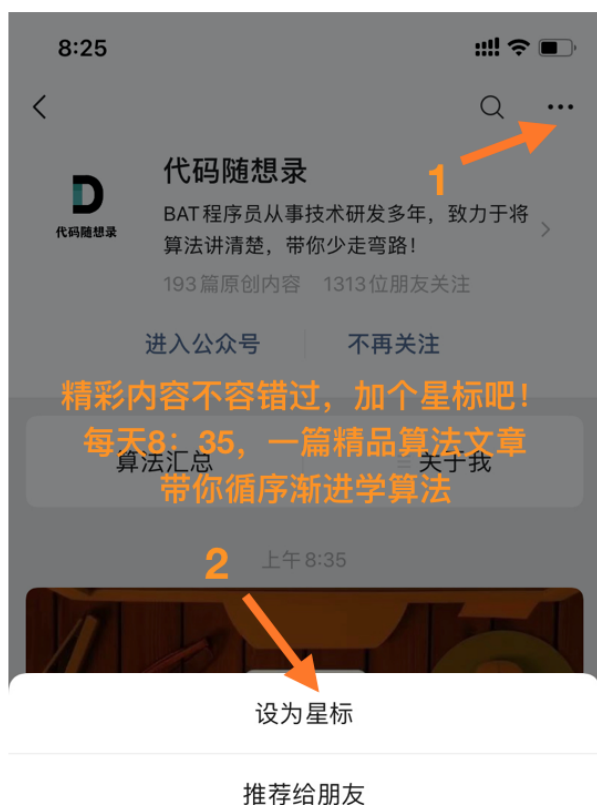 8:25
1
代码随想录
代码随想录
BAT程序员从事技术研发多年，致力于将
算法讲清楚，带你少走弯路！
193篇原创内容 1313位朋友关注
进入公众号 不再关注
精彩内容不容错过，加个星标吧！
每天8：35，一篇精品算法文章
算法汇总 关于我
带你循序渐进学算法
2
上午8:35
设为星标
推荐给朋友